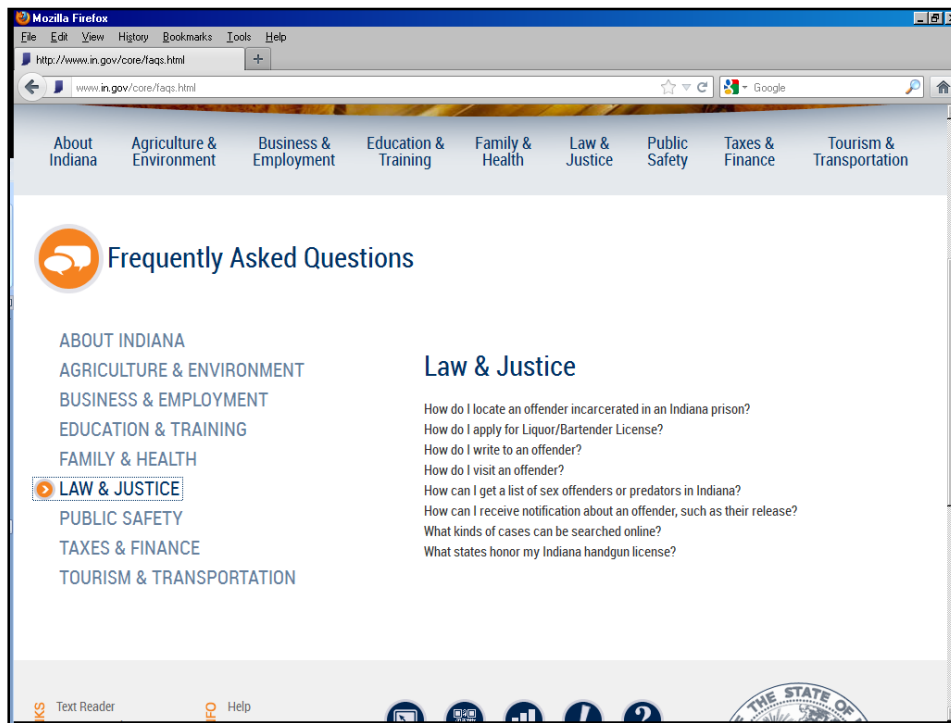 Mozilla Firefox
File Edit View History Bookmarks Tools Help
http://www.in.gov/core/faqs.html
www.in.gov/core/faqs.html
Google
About Indiana
Agriculture & Environment
Business & Employment
Education & Training
Family & Health
Law & Justice
Public Safety
Taxes & Finance
Tourism & Transportation
Frequently Asked Questions
ABOUT INDIANA
AGRICULTURE & ENVIRONMENT
BUSINESS & EMPLOYMENT
EDUCATION & TRAINING
FAMILY & HEALTH
LAW & JUSTICE
PUBLIC SAFETY
TAXES & FINANCE
TOURISM & TRANSPORTATION
Law & Justice
How do I locate an offender incarcerated in an Indiana prison?
How do I apply for Liquor/Bartender License?
How do I write to an offender?
How do I visit an offender?
How can I get a list of sex offenders or predators in Indiana?
How can I receive notification about an offender, such as their release?
What kinds of cases can be searched online?
What states honor my Indiana handgun license?
Text Reader
Help
THE STATE OF